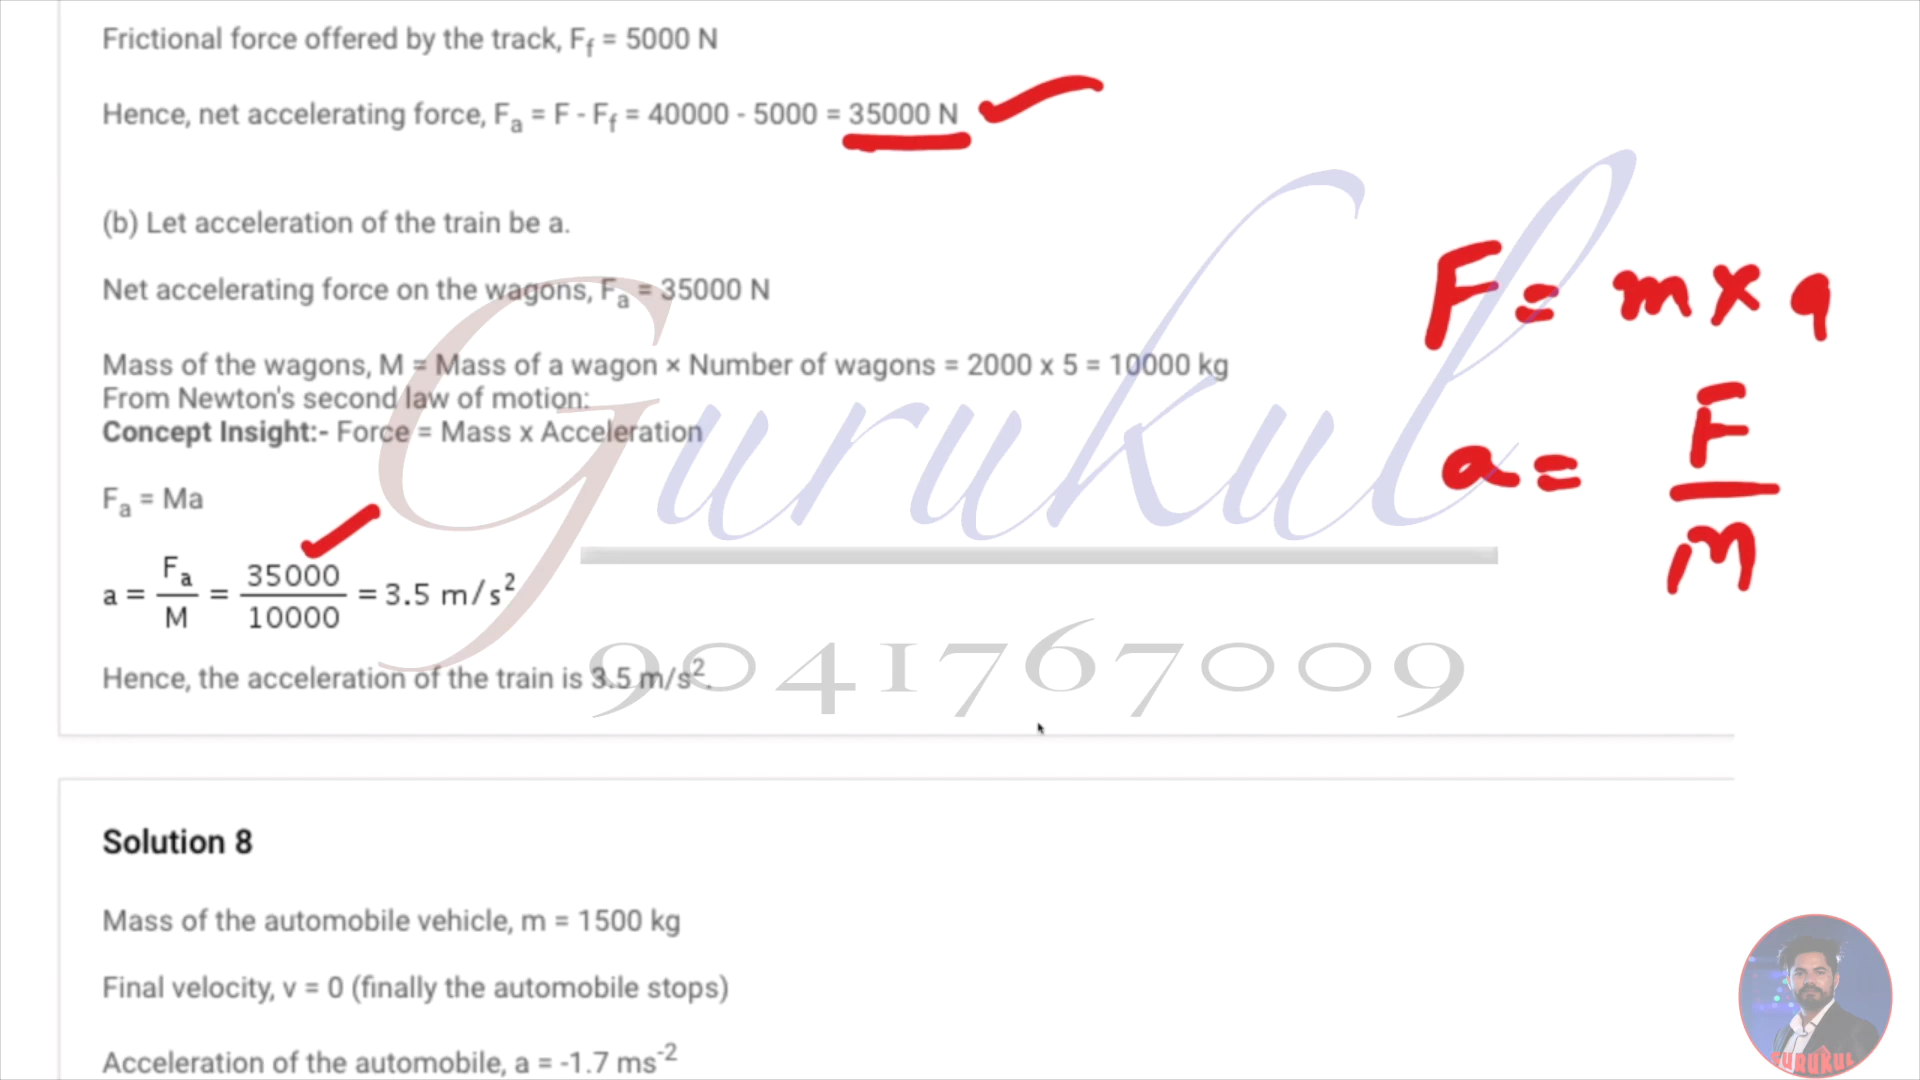 Frictional force offered by the track, Ff = 5000 N
Hence, net accelerating force, Fa = F - Ff = 40000 - 5000 = 35000 N
(b) Let acceleration of the train be a.
Net accelerating force on the wagons, Fa = 35000 N
Mass of the wagons, M = Mass of a wagon × Number of wagons = 2000 x 5 = 10000 kg
From Newton's second law of motion:
Concept Insight:- Force = Mass x Acceleration
Fa = Ma
a = Fa/M = 35000/10000 = 3.5 m/s²
Hence, the acceleration of the train is 3.5 m/s².
F = m x a
a = F/m
Gurukul
9041767009
Solution 8
Mass of the automobile vehicle, m = 1500 kg
Final velocity, v = 0 (finally the automobile stops)
Acceleration of the automobile, a = -1.7 ms⁻²
GURUKUL